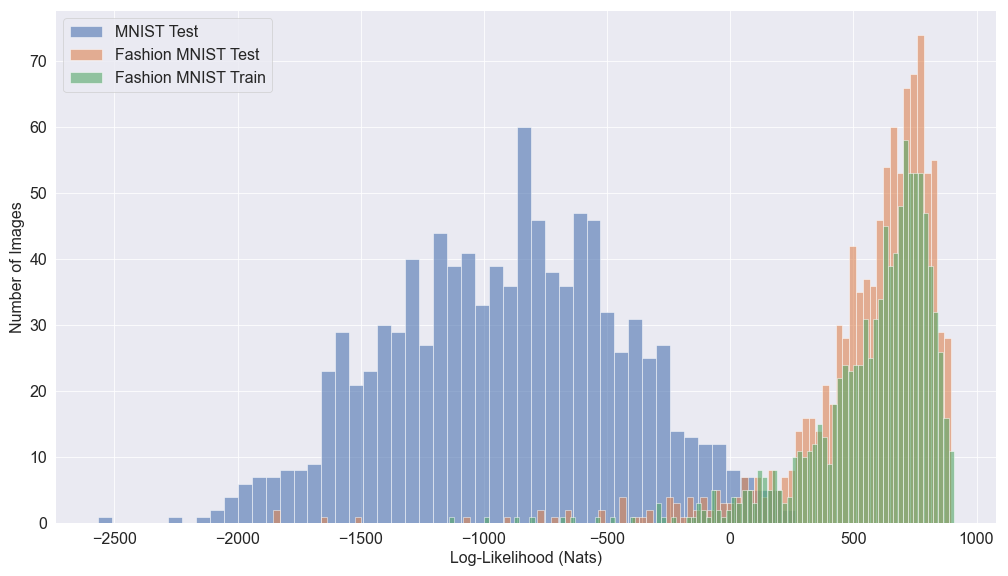 MNIST Test
Fashion MNIST Test
Fashion MNIST Train
Number of Images
70
60
50
40
30
20
10
0
−2500 −2000 −1500 −1000 −500 0 500 1000
Log-Likelihood (Nats)